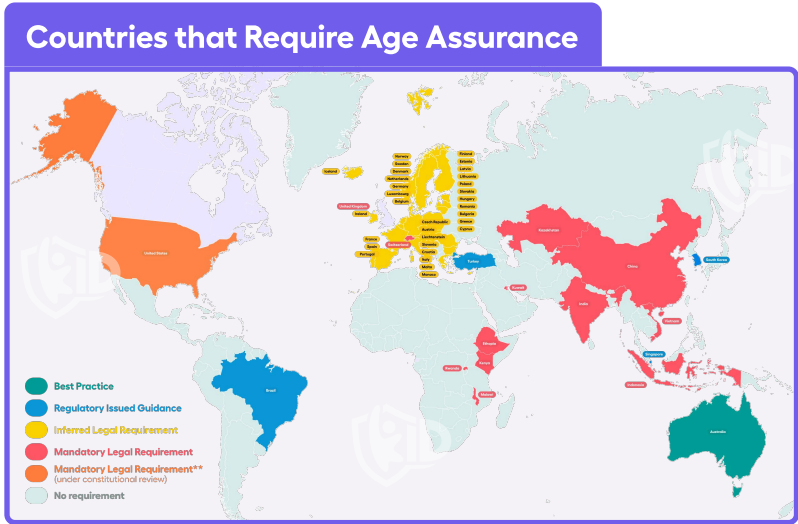 Countries that Require Age Assurance
Norway
Sweden
Denmark
Netherlands
Germany
Luxembourg
Belgium
Finland
Estonia
Latvia
Lithuania
Poland
Slovakia
Hungary
Romania
Bulgaria
Greece
Cyprus
Iceland
United Kingdom
Ireland
Czech Republic
Austria
Liechtenstein
Slovenia
Croatia
Italy
Malta
Monaco
France
Spain
Portugal
Switzerland
Turkey
United States
Kazakhstan
China
South Korea
Kuwait
India
Vietnam
Ethiopia
Kenya
Rwanda
Malawi
Singapore
Indonesia
Brazil
Australia
Best Practice
Regulatory Issued Guidance
Inferred Legal Requirement
Mandatory Legal Requirement
Mandatory Legal Requirement**
(under constitutional review)
No requirement
kiD
kiD
kiD